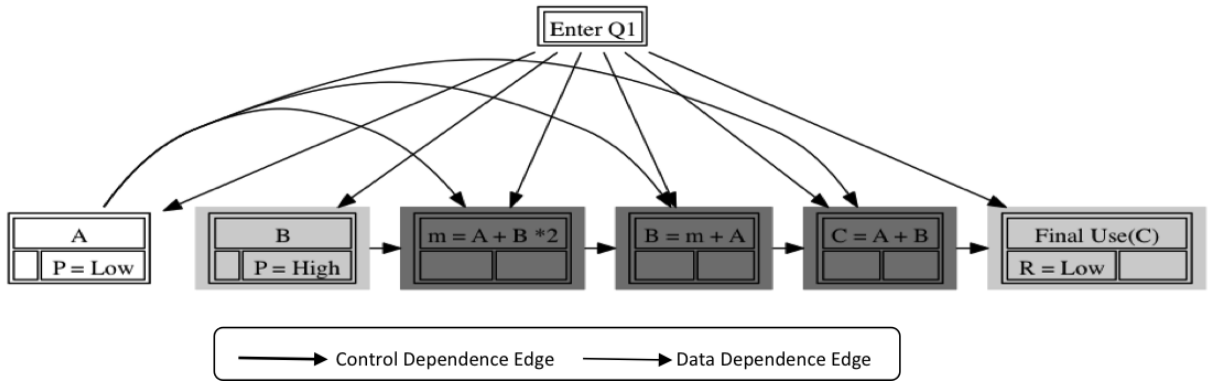 Enter Q1
A
P = Low
B
P = High
m = A + B *2
B = m + A
C = A + B
Final Use(C)
R = Low
Control Dependence Edge
Data Dependence Edge